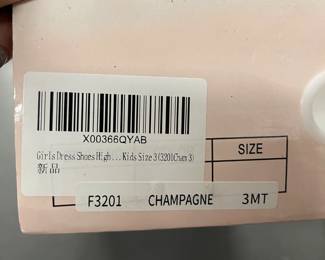 X00366QYAB
Girls Dress Shoes High...Kids Size 3 (3201Cham 3)
新品
SIZE
F3201 CHAMPAGNE 3MT